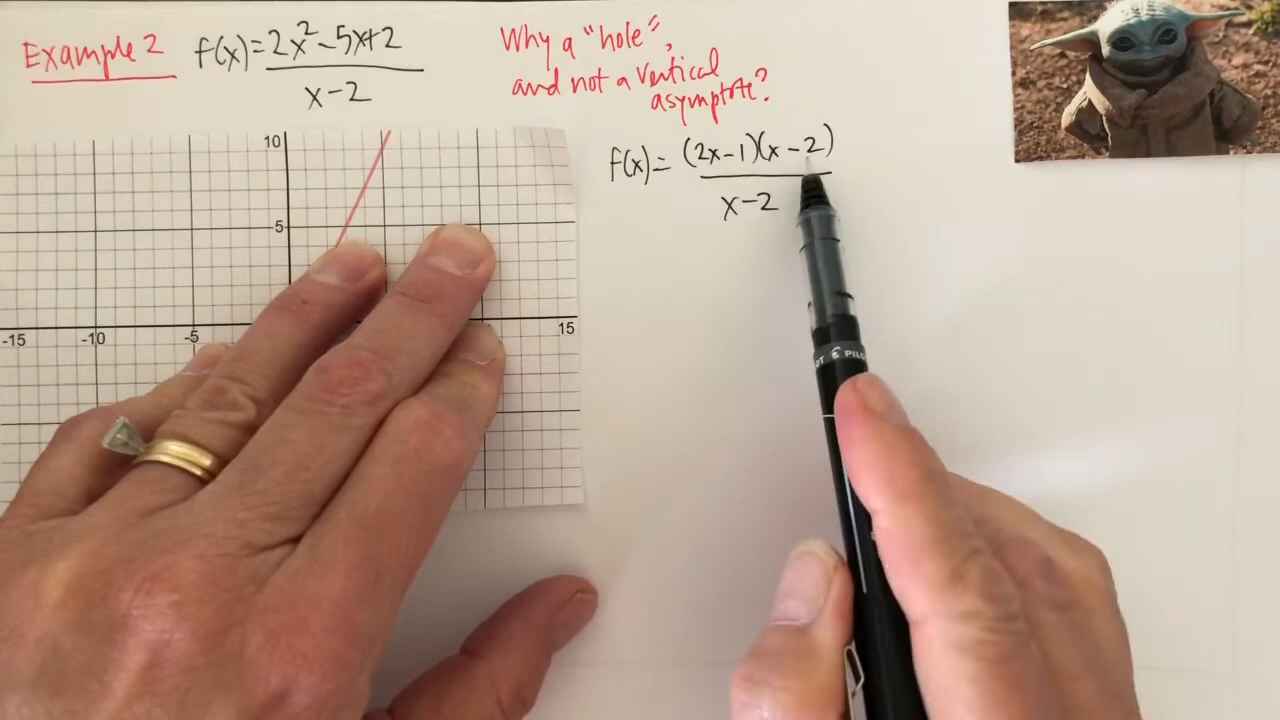 Example 2
f(x)=2x²-5x+2
x-2
Why a "hole",
and not a vertical
asymptote?
f(x)= (2x-1)(x-2)
x-2
10
5
-15 -10 -5 15
PILO